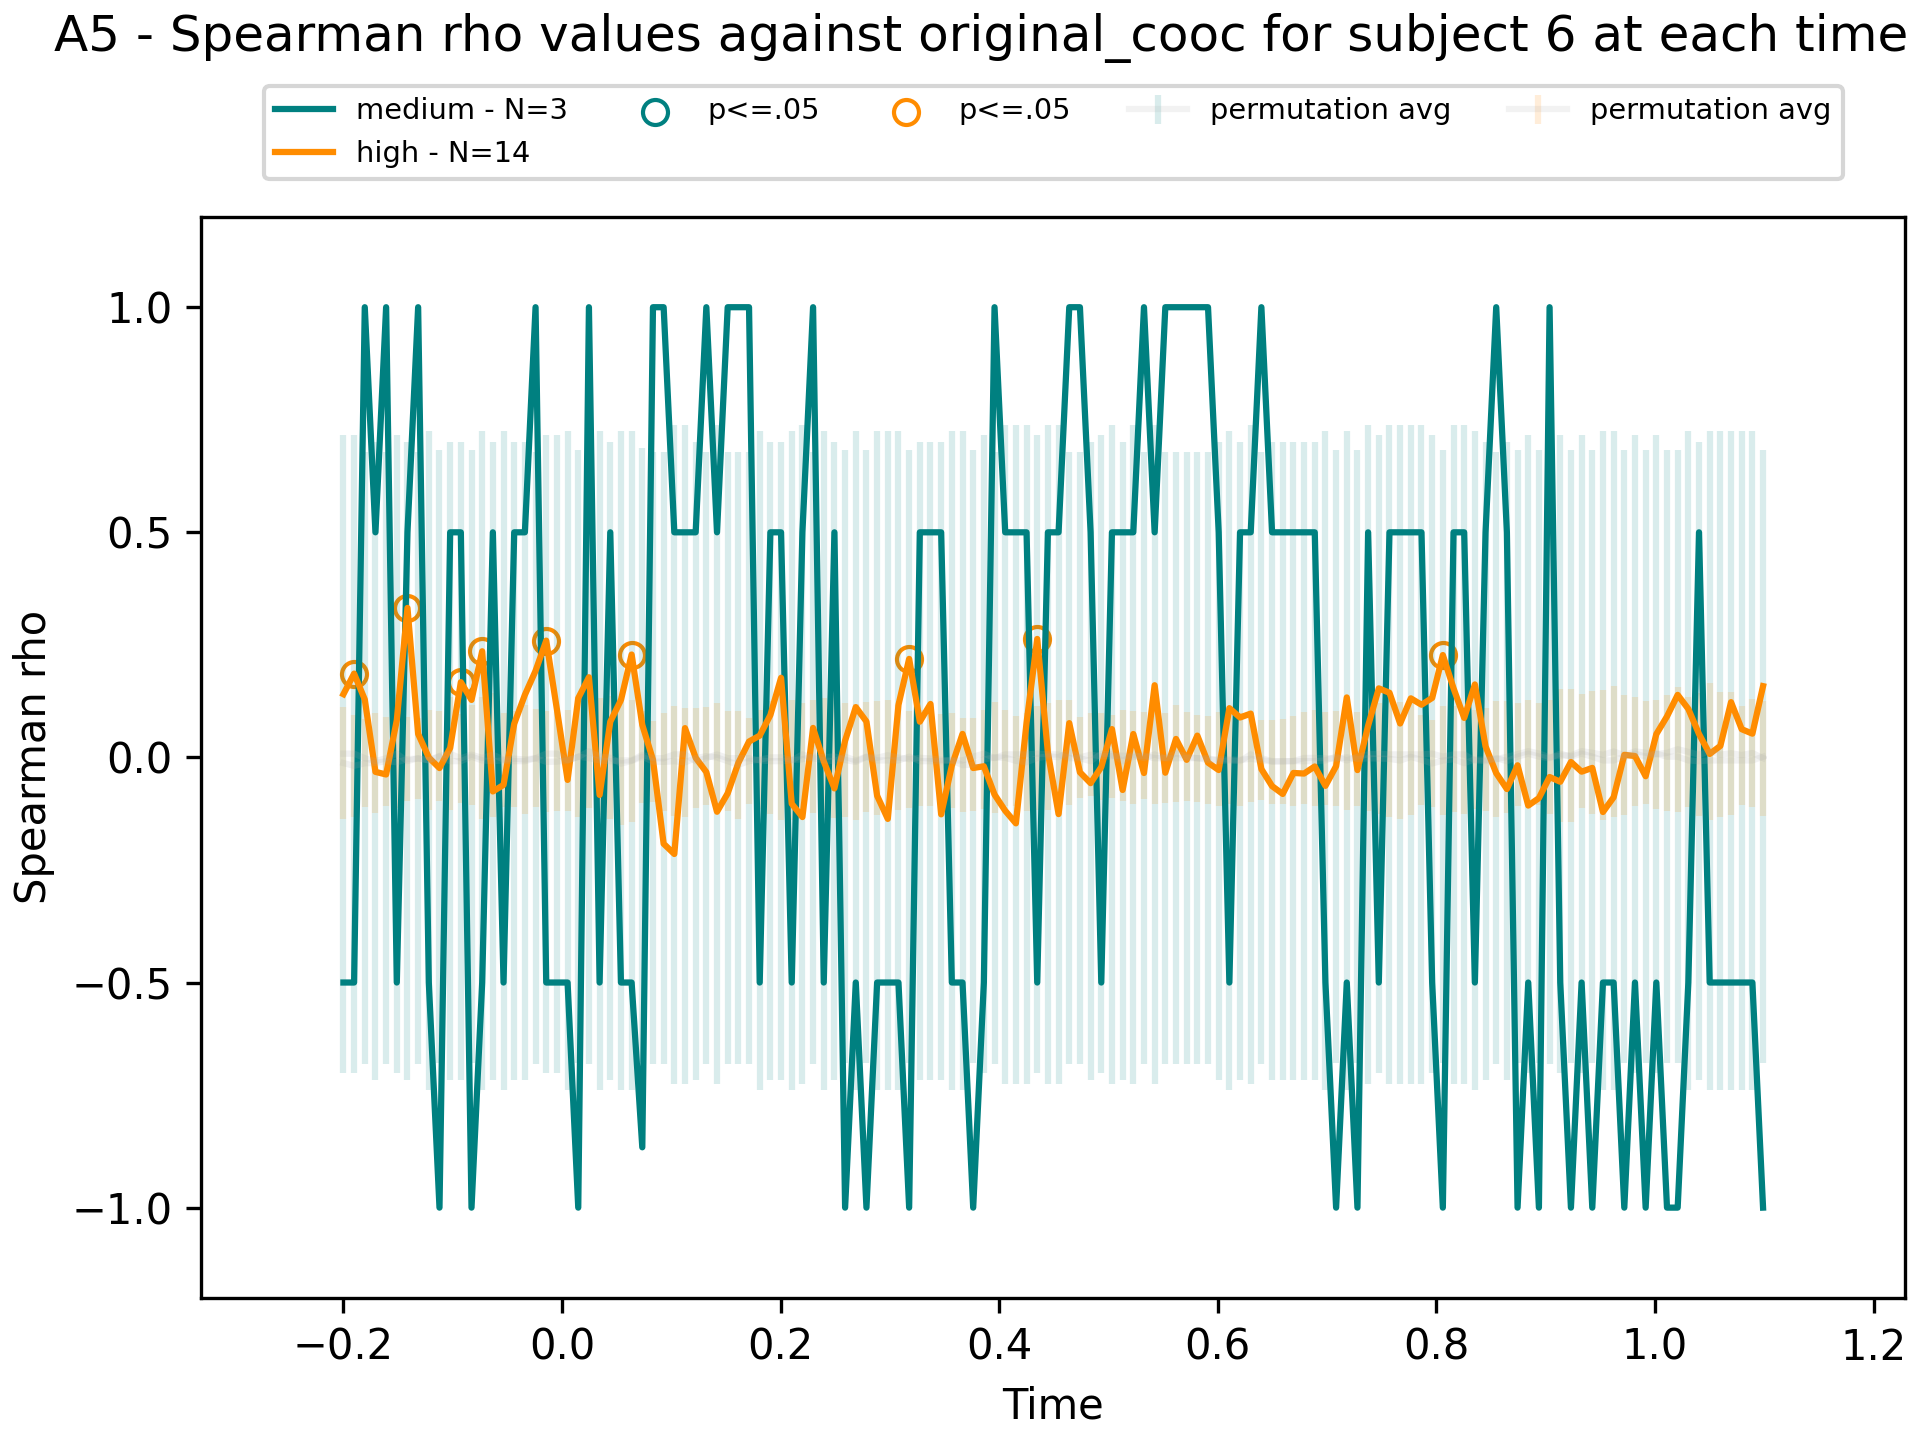 A5 - Spearman rho values against original_cooc for subject 6 at each time
medium - N=3
high - N=14
p<=.05
p<=.05
permutation avg
permutation avg
Spearman rho
1.0
0.5
0.0
−0.5
−1.0
−0.2
0.0
0.2
0.4
0.6
0.8
1.0
1.2
Time